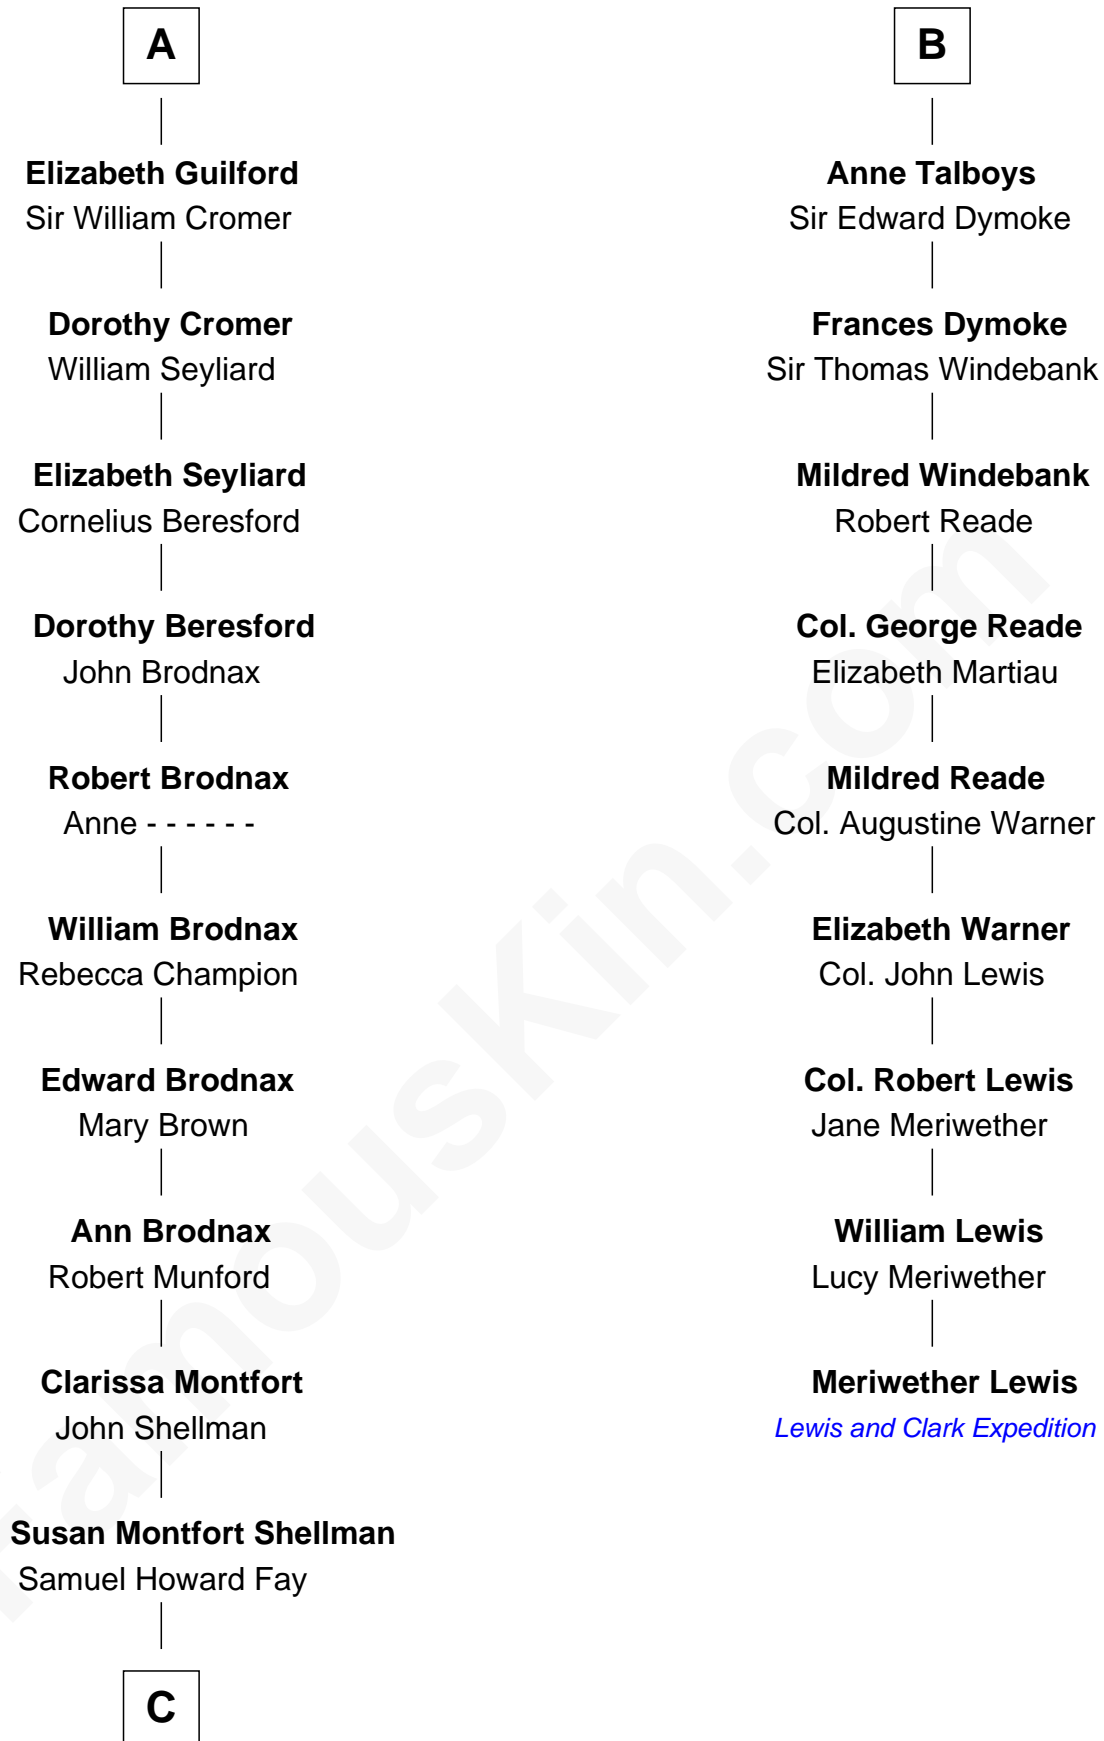 A
Elizabeth Guilford
Sir William Cromer
Dorothy Cromer
William Seyliard
Elizabeth Seyliard
Cornelius Beresford
Dorothy Beresford
John Brodnax
Robert Brodnax
Anne - - - - - -
William Brodnax
Rebecca Champion
Edward Brodnax
Mary Brown
Ann Brodnax
Robert Munford
Clarissa Montfort
John Shellman
Susan Montfort Shellman
Samuel Howard Fay
C
B
Anne Talboys
Sir Edward Dymoke
Frances Dymoke
Sir Thomas Windebank
Mildred Windebank
Robert Reade
Col. George Reade
Elizabeth Martiau
Mildred Reade
Col. Augustine Warner
Elizabeth Warner
Col. John Lewis
Col. Robert Lewis
Jane Meriwether
William Lewis
Lucy Meriwether
Meriwether Lewis
Lewis and Clark Expedition
FamousKin.com